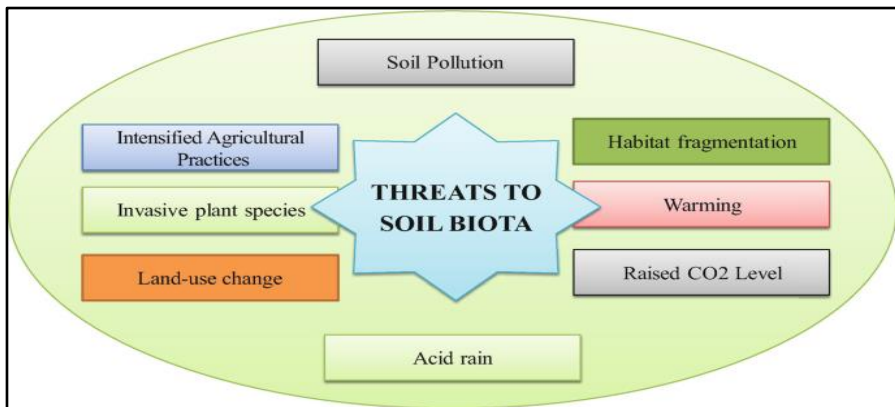 Soil Pollution
Intensified Agricultural
Practices
Invasive plant species
Land-use change
THREATS TO
SOIL BIOTA
Habitat fragmentation
Warming
Raised CO2 Level
Acid rain